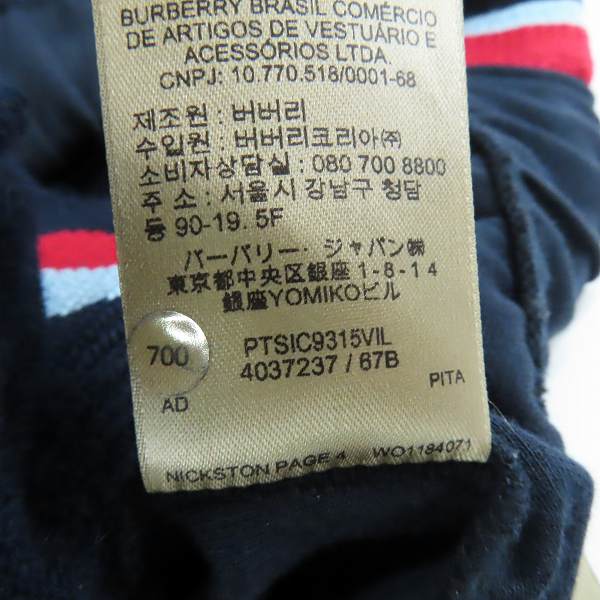 BURBERRY BRASIL COMÉRCIO
DE ARTIGOS DE VESTUÁRIO E
ACESSÓRIOS LTDA.
CNPJ: 10.770.518/0001-68
제조원 : 버버리
수입원 : 버버리코리아㈜
소비자상담실 : 080 700 8800
주소 : 서울시 강남구 청담
동 90-19. 5F
バーバリー・ジャパン㈱
東京都中央区銀座1-8-14
銀座YOMIKOビル
700 PTSIC9315VIL
4037237 / 67B
AD PITA
NICKSTON PAGE 4 WO1184071